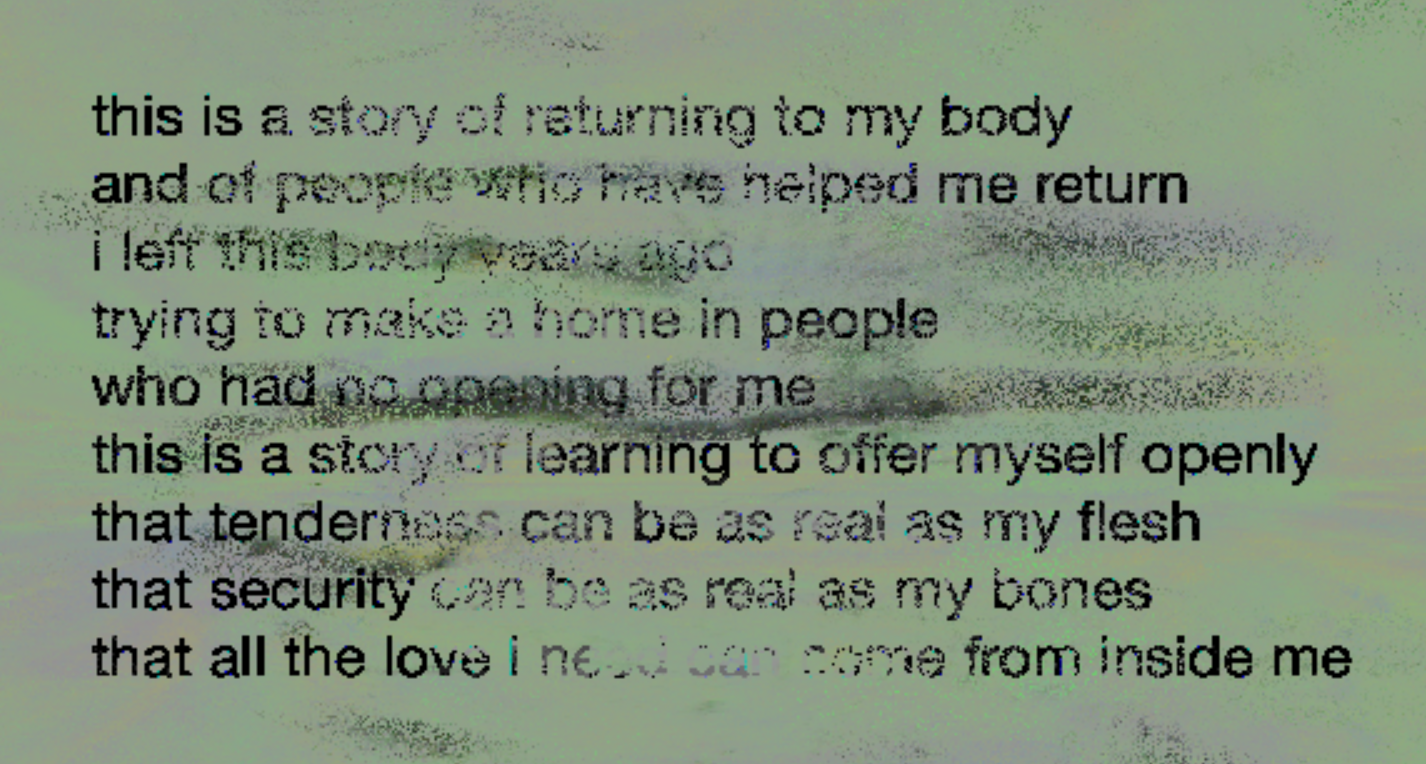 this is a story of returning to my body
and of people who have helped me return
i left this body years ago
trying to make a home in people
who had no opening for me
this is a story of learning to offer myself openly
that tenderness can be as real as my flesh
that security can be as real as my bones
that all the love i need can come from inside me